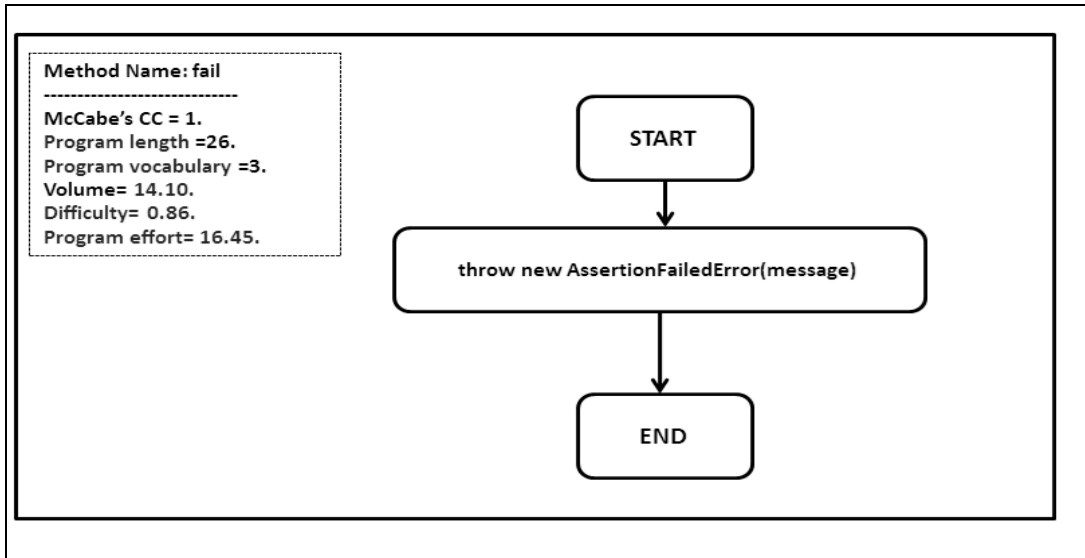 Method Name: fail
-----------------------------
McCabe’s CC = 1.
Program length =26.
Program vocabulary =3.
Volume= 14.10.
Difficulty= 0.86.
Program effort= 16.45.
START
throw new AssertionFailedError(message)
END